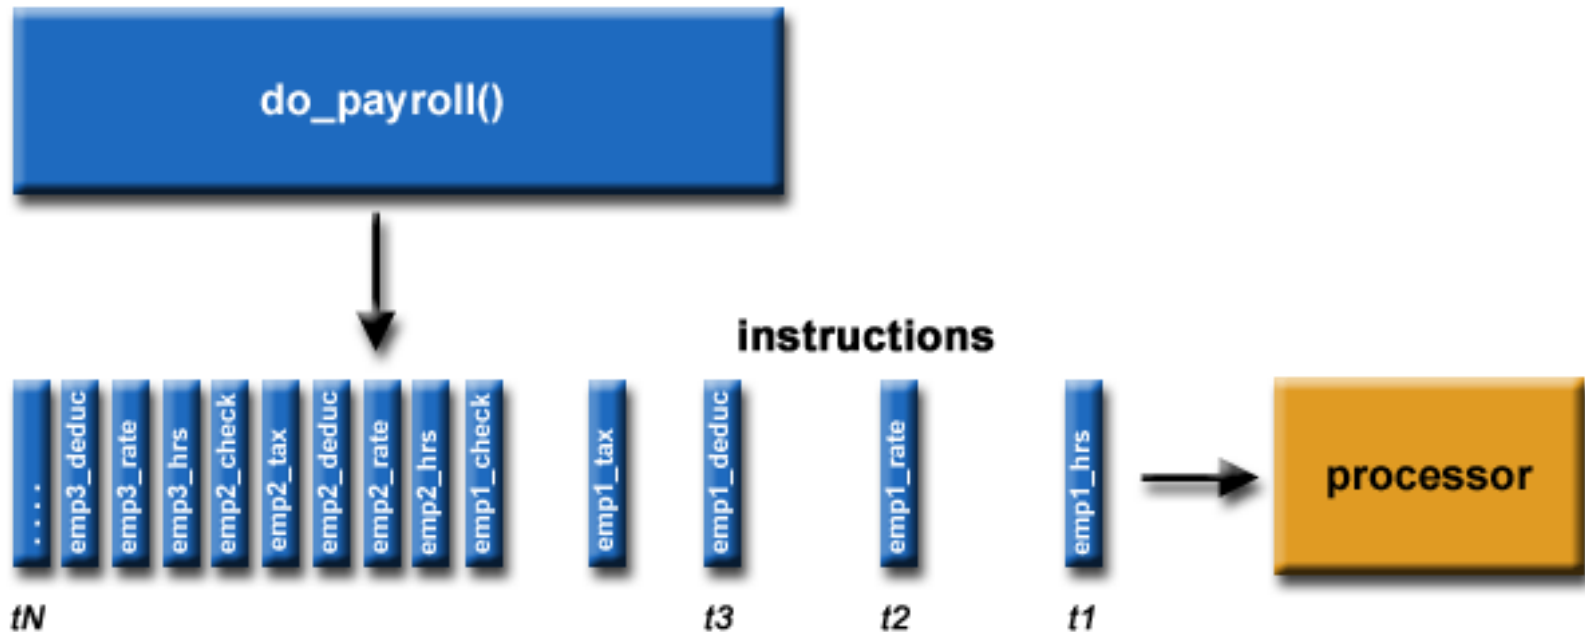 do_payroll()
instructions
. . . .
emp3_deduc
emp3_rate
emp3_hrs
emp2_check
emp2_tax
emp2_deduc
emp2_rate
emp2_hrs
emp1_check
emp1_tax
emp1_deduc
emp1_rate
emp1_hrs
processor
tN
t3
t2
t1